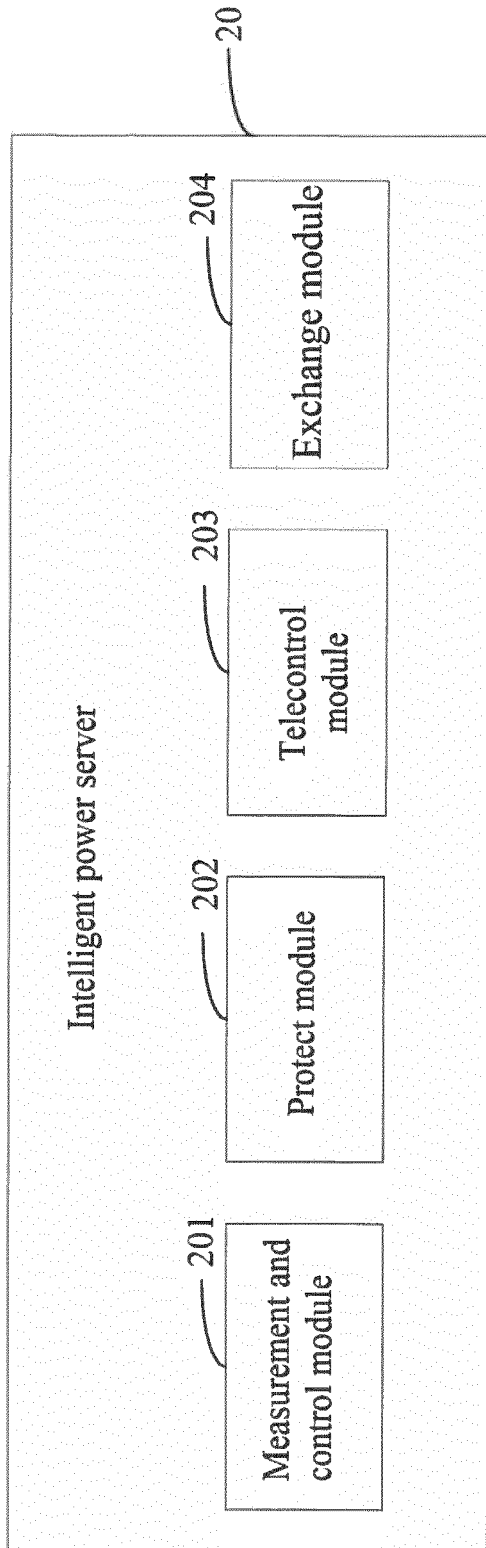 Intelligent power server
20
201
Measurement and
control module
202
Protect module
203
Telecontrol
module
204
Exchange module